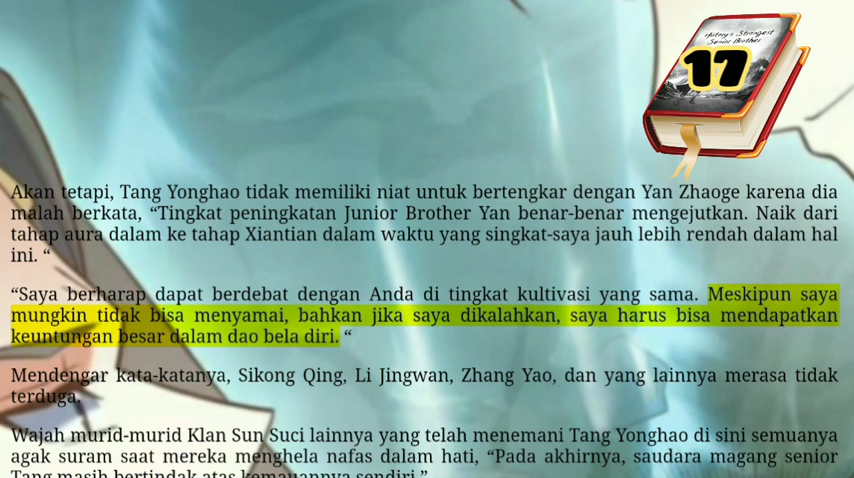 History's Strongest
Senior Brother
17
Akan tetapi, Tang Yonghao tidak memiliki niat untuk bertengkar dengan Yan Zhaoge karena dia
malah berkata, “Tingkat peningkatan Junior Brother Yan benar-benar mengejutkan. Naik dari
tahap aura dalam ke tahap Xiantian dalam waktu yang singkat-saya jauh lebih rendah dalam hal
ini. “
“Saya berharap dapat berdebat dengan Anda di tingkat kultivasi yang sama. Meskipun saya
mungkin tidak bisa menyamai, bahkan jika saya dikalahkan, saya harus bisa mendapatkan
keuntungan besar dalam dao bela diri. “
Mendengar kata-katanya, Sikong Qing, Li Jingwan, Zhang Yao, dan yang lainnya merasa tidak
terduga.
Wajah murid-murid Klan Sun Suci lainnya yang telah menemani Tang Yonghao di sini semuanya
agak suram saat mereka menghela nafas dalam hati, “Pada akhirnya, saudara magang senior
Tang masih bertindak atas kemauannya sendiri.”